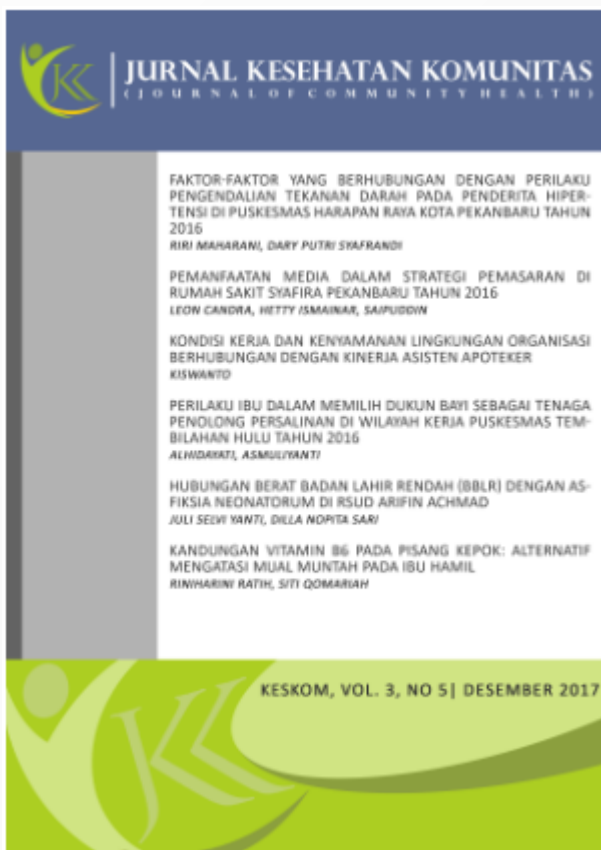 JK
JURNAL KESEHATAN KOMUNITAS
(JOURNAL OF COMMUNITY HEALTH)
FAKTOR-FAKTOR YANG BERHUBUNGAN DENGAN PERILAKU
PENGENDALIAN TEKANAN DARAH PADA PENDERITA HIPER-
TENSI DI PUSKESMAS HARAPAN RAYA KOTA PEKANBARU TAHUN
2016
RIRI MAHARANI, DARY PUTRI SYAFRANDI
PEMANFAATAN MEDIA DALAM STRATEGI PEMASARAN DI
RUMAH SAKIT SYAFIRA PEKANBARU TAHUN 2016
LEON CANDRA, HETTY ISMAINAR, SAIPUDDIN
KONDISI KERJA DAN KENYAMANAN LINGKUNGAN ORGANISASI
BERHUBUNGAN DENGAN KINERJA ASISTEN APOTEKER
KISWANTO
PERILAKU IBU DALAM MEMILIH DUKUN BAYI SEBAGAI TENAGA
PENOLONG PERSALINAN DI WILAYAH KERJA PUSKESMAS TEM-
BILAHAN HULU TAHUN 2016
ALHIDAYATI, ASMULIYANTI
HUBUNGAN BERAT BADAN LAHIR RENDAH (BBLR) DENGAN AS-
FIKSIA NEONATORUM DI RSUD ARIFIN ACHMAD
JULI SELVI YANTI, DILLA NOPITA SARI
KANDUNGAN VITAMIN B6 PADA PISANG KEPOK: ALTERNATIF
MENGATASI MUAL MUNTAH PADA IBU HAMIL
RINIHARINI RATIH, SITI QOMARIAH
KESKOM, VOL. 3, NO 5| DESEMBER 2017